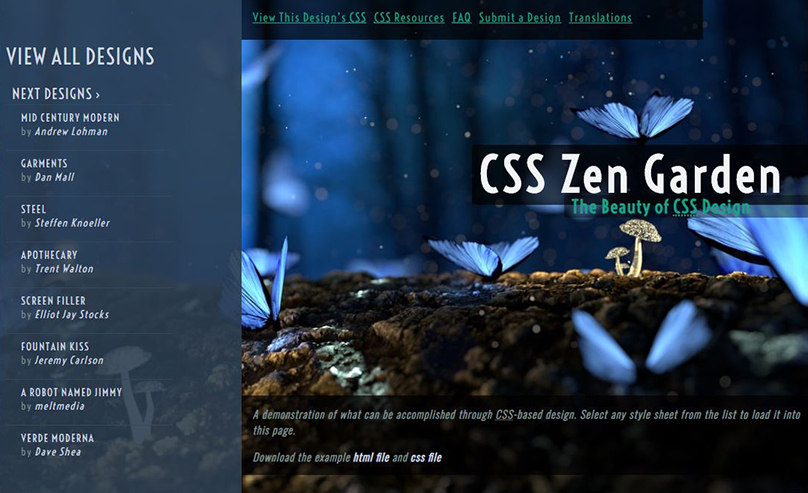 View This Design's CSS CSS Resources FAQ Submit a Design Translations
VIEW ALL DESIGNS
NEXT DESIGNS ›
MID CENTURY MODERN
by Andrew Lohman
GARMENTS
by Dan Mall
STEEL
by Steffen Knoeller
APOTHECARY
by Trent Walton
SCREEN FILLER
by Elliot Jay Stocks
FOUNTAIN KISS
by Jeremy Carlson
A ROBOT NAMED JIMMY
by meltmedia
VERDE MODERNA
by Dave Shea
CSS Zen Garden
The Beauty of CSS Design
A demonstration of what can be accomplished through CSS-based design. Select any style sheet from the list to load it into
this page.
Download the example html file and css file